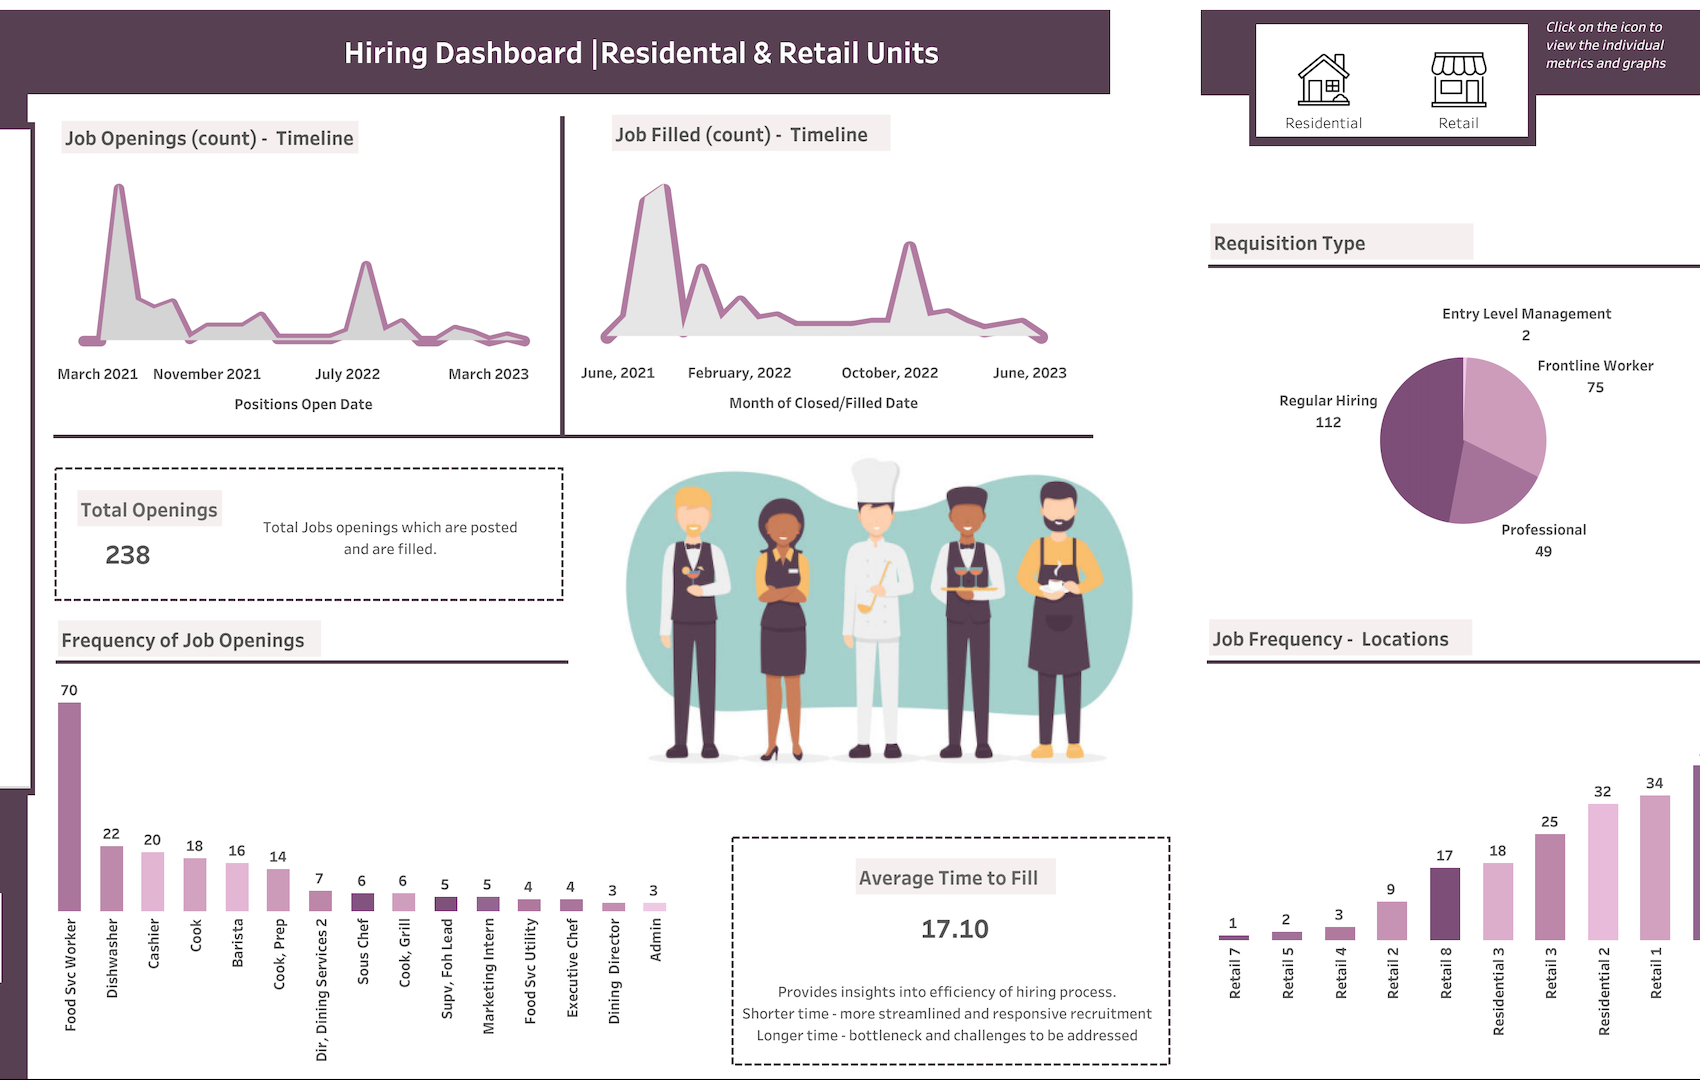 Hiring Dashboard |Residental & Retail Units
Click on the icon to
view the individual
metrics and graphs
Residential
Retail
Job Openings (count) - Timeline
March 2021
November 2021
July 2022
March 2023
Positions Open Date
Job Filled (count) - Timeline
June, 2021
February, 2022
October, 2022
June, 2023
Month of Closed/Filled Date
Requisition Type
Entry Level Management
2
Frontline Worker
75
Regular Hiring
112
Professional
49
Total Openings
238
Total Jobs openings which are posted
and are filled.
Frequency of Job Openings
70
22
20
18
16
14
7
6
6
5
5
4
4
3
3
Food Svc Worker
Dishwasher
Cashier
Cook
Barista
Cook, Prep
Dir, Dining Services 2
Sous Chef
Cook, Grill
Supv, Foh Lead
Marketing Intern
Food Svc Utility
Executive Chef
Dining Director
Admin
Average Time to Fill
17.10
Provides insights into efficiency of hiring process.
Shorter time - more streamlined and responsive recruitment
Longer time - bottleneck and challenges to be addressed
Job Frequency - Locations
1
2
3
9
17
18
25
32
34
Retail 7
Retail 5
Retail 4
Retail 2
Retail 8
Residential 3
Retail 3
Residential 2
Retail 1